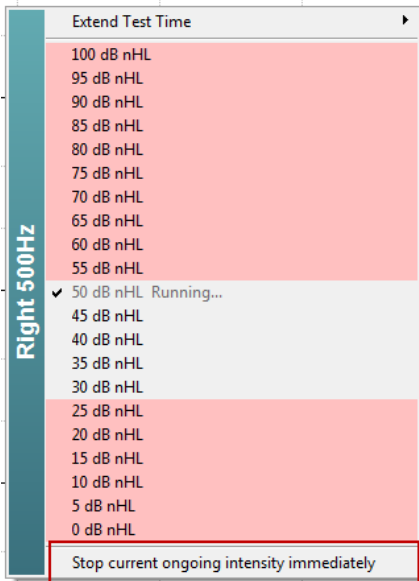 Extend Test Time
100 dB nHL
95 dB nHL
90 dB nHL
85 dB nHL
80 dB nHL
75 dB nHL
70 dB nHL
65 dB nHL
60 dB nHL
55 dB nHL
50 dB nHL Running...
45 dB nHL
40 dB nHL
35 dB nHL
30 dB nHL
25 dB nHL
20 dB nHL
15 dB nHL
10 dB nHL
5 dB nHL
0 dB nHL
Stop current ongoing intensity immediately
Right 500Hz